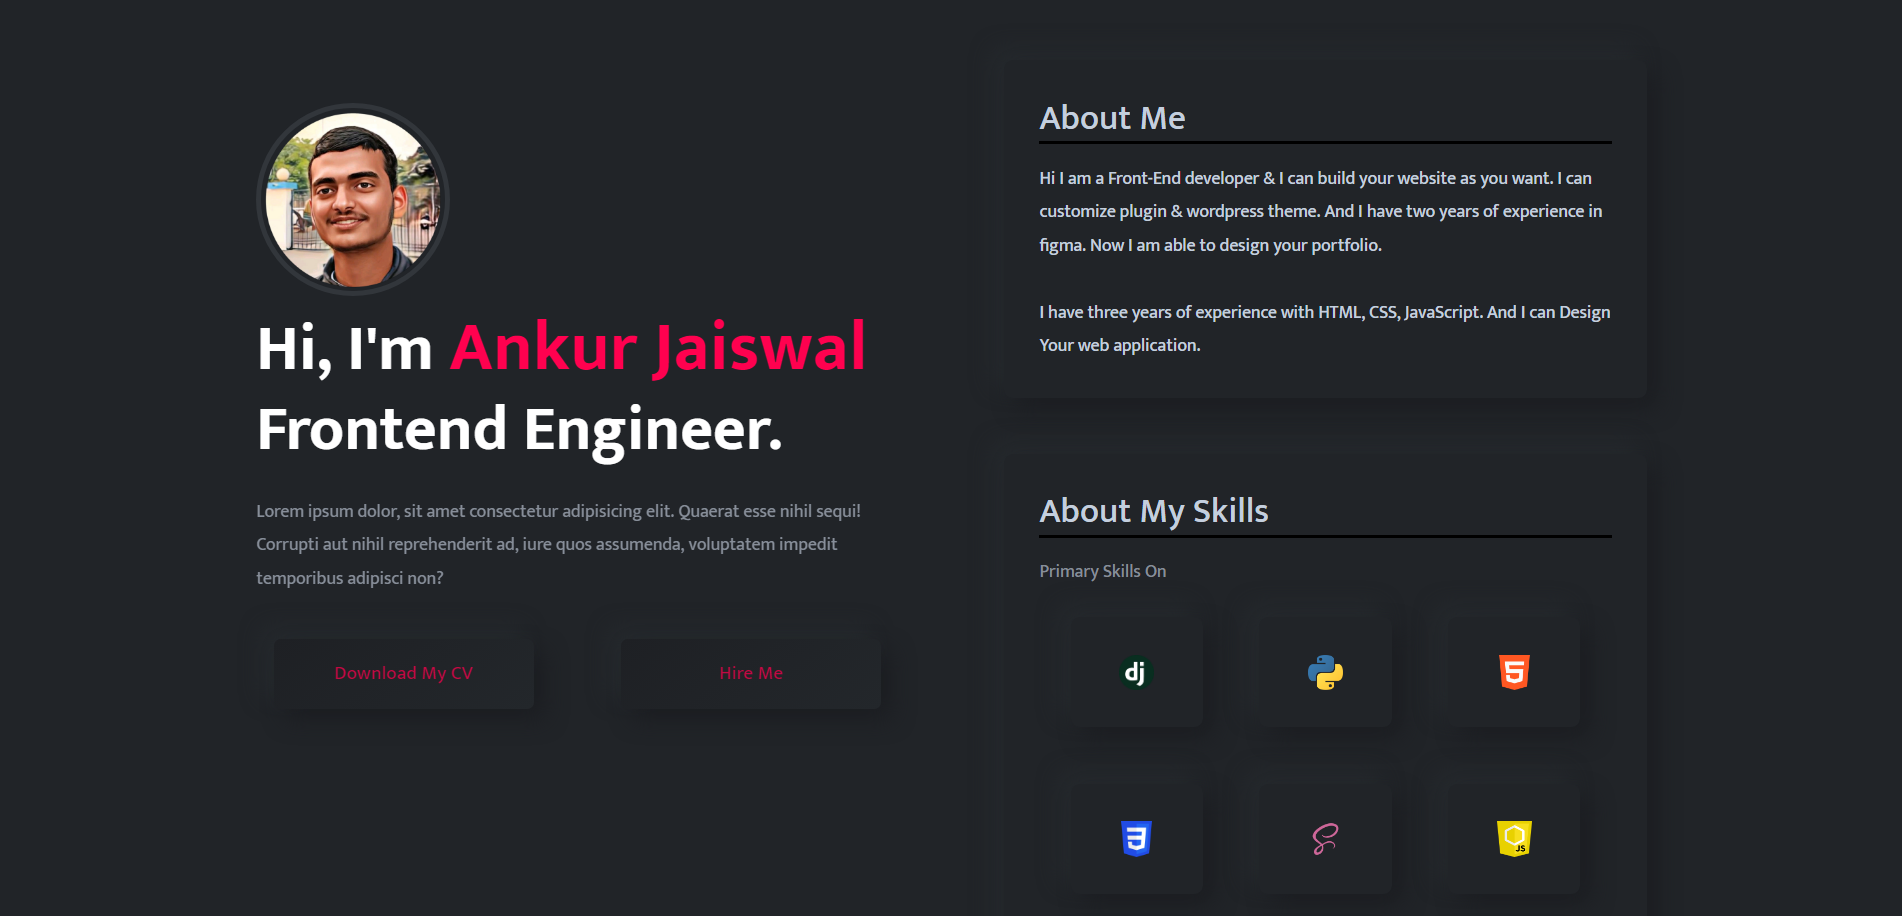 Hi, I'm Ankur Jaiswal
Frontend Engineer.
Lorem ipsum dolor, sit amet consectetur adipisicing elit. Quaerat esse nihil sequi!
Corrupti aut nihil reprehenderit ad, iure quos assumenda, voluptatem impedit
temporibus adipisci non?
Download My CV
Hire Me
About Me
Hi I am a Front-End developer & I can build your website as you want. I can
customize plugin & wordpress theme. And I have two years of experience in
figma. Now I am able to design your portfolio.
I have three years of experience with HTML, CSS, JavaScript. And I can Design
Your web application.
About My Skills
Primary Skills On
dj
5
3
JS